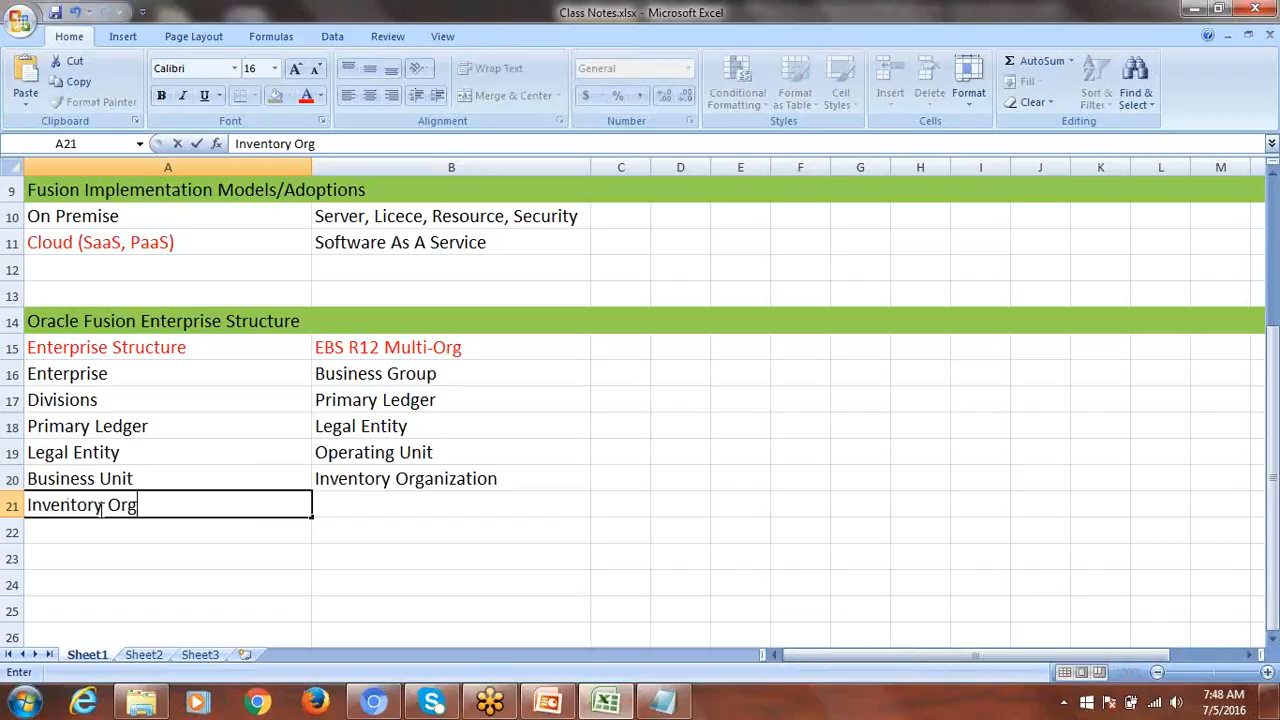 Class Notes.xlsx - Microsoft Excel
Home Insert Page Layout Formulas Data Review View
Paste
Cut
Copy
Format Painter
Clipboard
Calibri 16
B I U
Font
Wrap Text
Merge & Center
Alignment
General
$ % ,
Number
Conditional Formatting
Format as Table
Cell Styles
Styles
Insert Delete Format
Cells
AutoSum
Fill
Clear
Sort & Filter
Find & Select
Editing
A21 fx Inventory Org
A B C D E F G H I J K L M
9 Fusion Implementation Models/Adoptions
10 On Premise Server, Licece, Resource, Security
11 Cloud (SaaS, PaaS) Software As A Service
12
13
14 Oracle Fusion Enterprise Structure
15 Enterprise Structure EBS R12 Multi-Org
16 Enterprise Business Group
17 Divisions Primary Ledger
18 Primary Ledger Legal Entity
19 Legal Entity Operating Unit
20 Business Unit Inventory Organization
21 Inventory Org
22
23
24
25
26
Sheet1 Sheet2 Sheet3
Enter
7:48 AM
7/5/2016